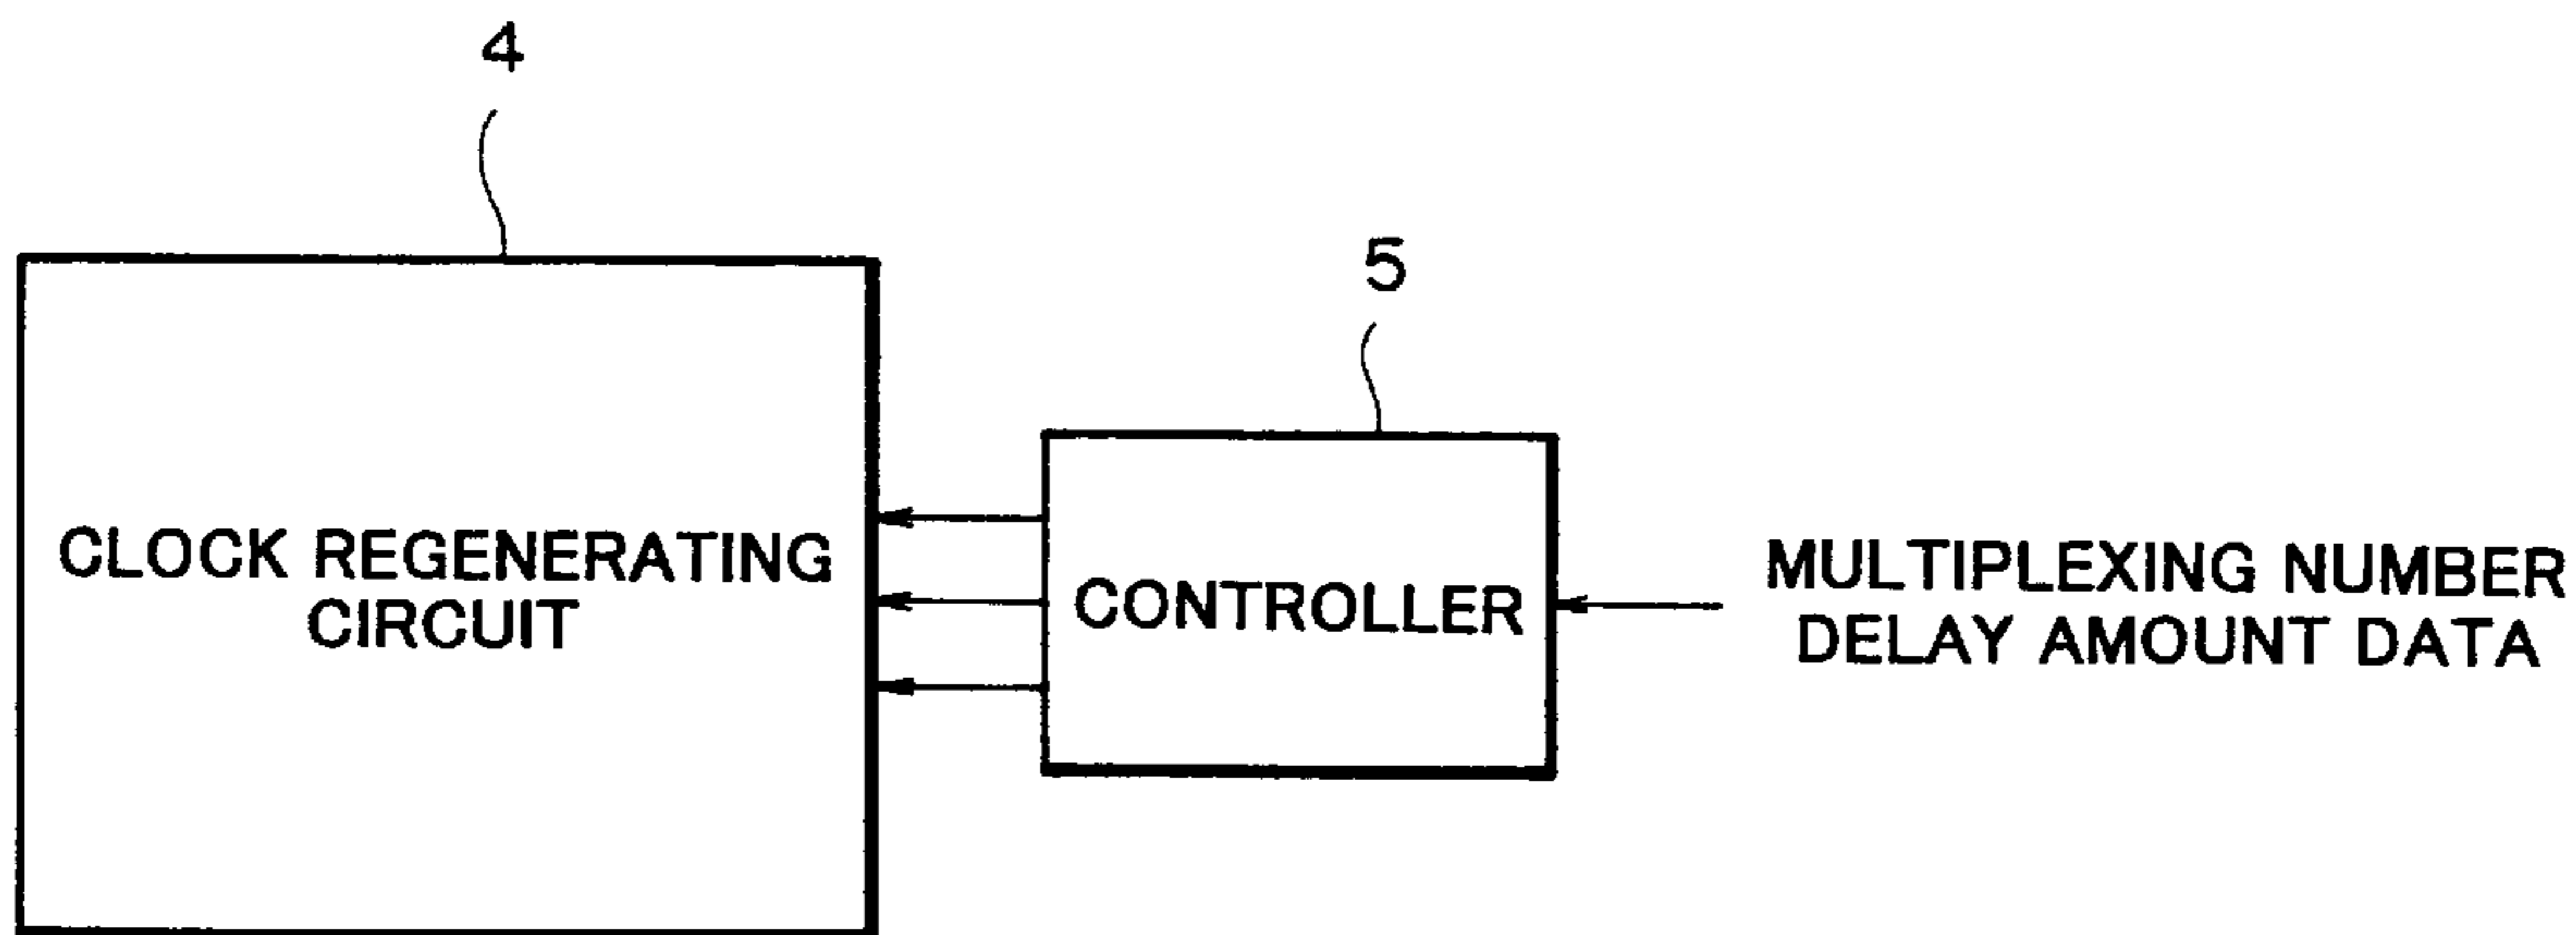 4
5
CLOCK REGENERATING
CIRCUIT
CONTROLLER
MULTIPLEXING NUMBER
DELAY AMOUNT DATA